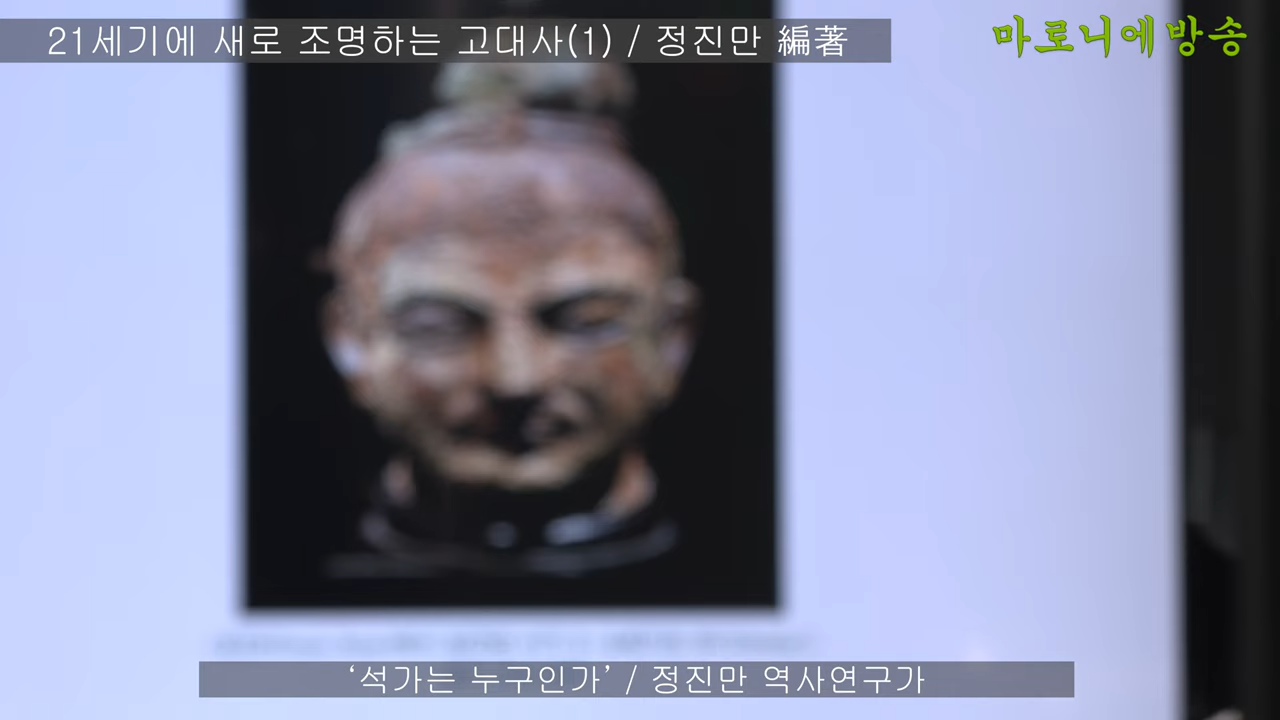 21세기에 새로 조명하는 고대사(1) / 정진만 編著
마로니에방송
‘석가는 누구인가’ / 정진만 역사연구가